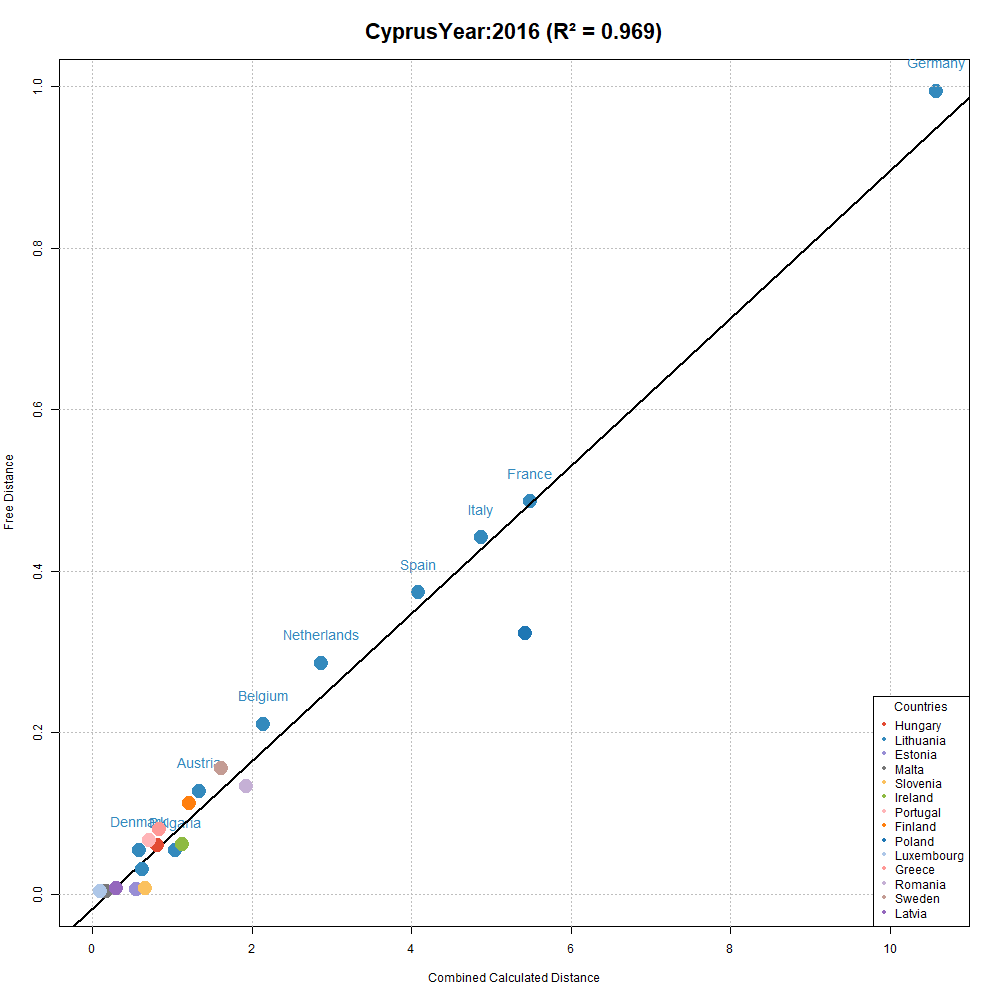 CyprusYear:2016 (R² = 0.969)
Germany
France
Italy
Spain
Netherlands
Belgium
Austria
Denmark
Bulgaria
1.0
0.8
0.6
0.4
0.2
0.0
Free Distance
0 2 4 6 8 10
Combined Calculated Distance
Countries
Hungary
Lithuania
Estonia
Malta
Slovenia
Ireland
Portugal
Finland
Poland
Luxembourg
Greece
Romania
Sweden
Latvia